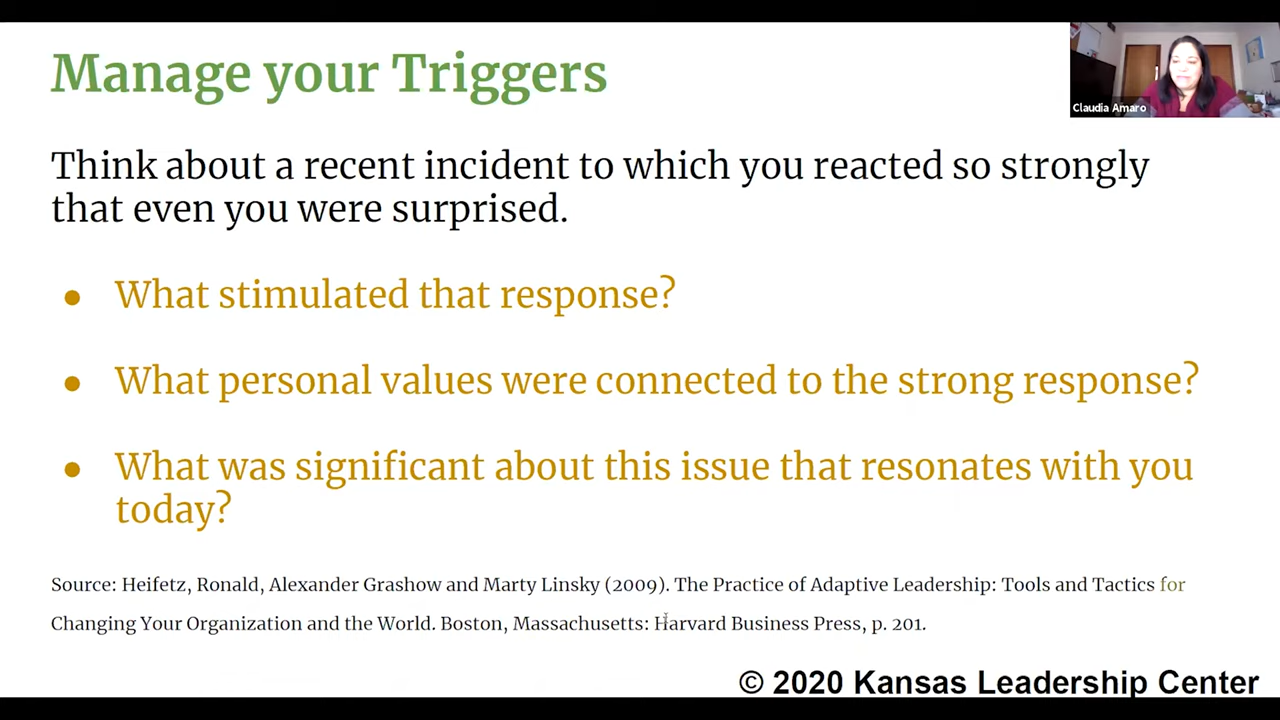 Manage your Triggers
Claudia Amaro
Think about a recent incident to which you reacted so strongly
that even you were surprised.
● What stimulated that response?
● What personal values were connected to the strong response?
● What was significant about this issue that resonates with you
today?
Source: Heifetz, Ronald, Alexander Grashow and Marty Linsky (2009). The Practice of Adaptive Leadership: Tools and Tactics for
Changing Your Organization and the World. Boston, Massachusetts: Harvard Business Press, p. 201.
© 2020 Kansas Leadership Center